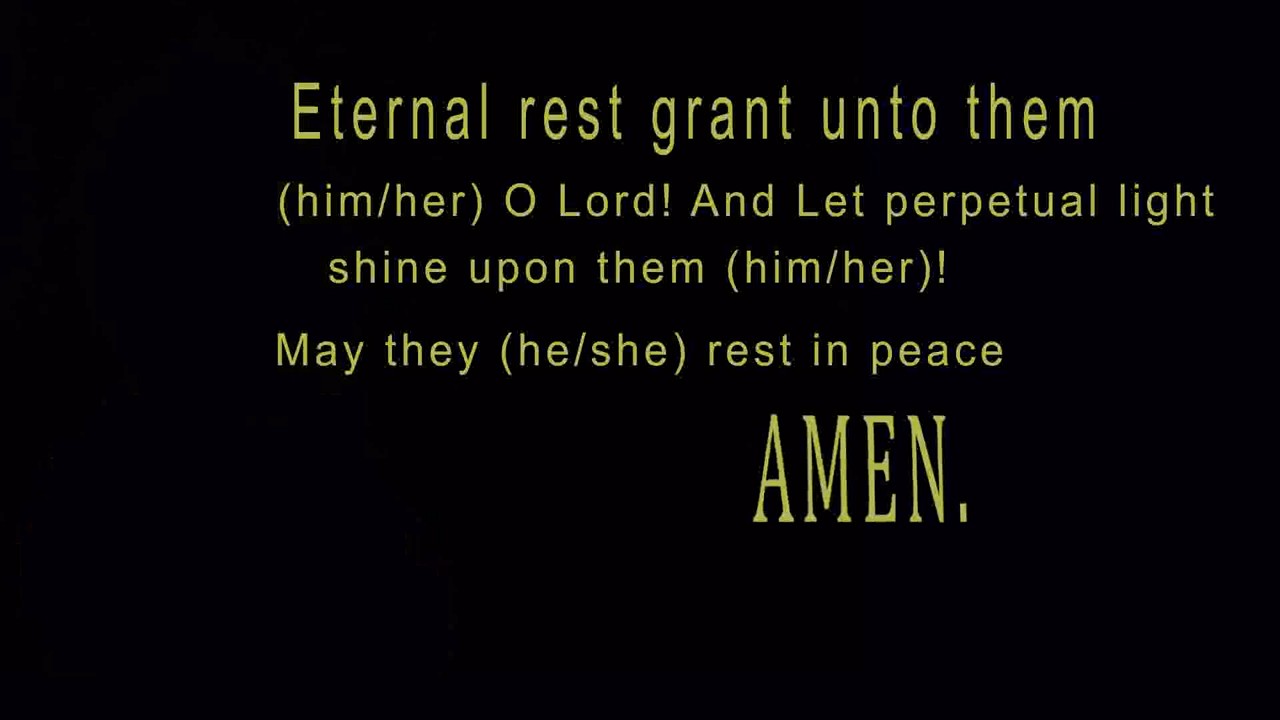 Eternal rest grant unto them
(him/her) O Lord! And Let perpetual light
shine upon them (him/her)!
May they (he/she) rest in peace
AMEN.